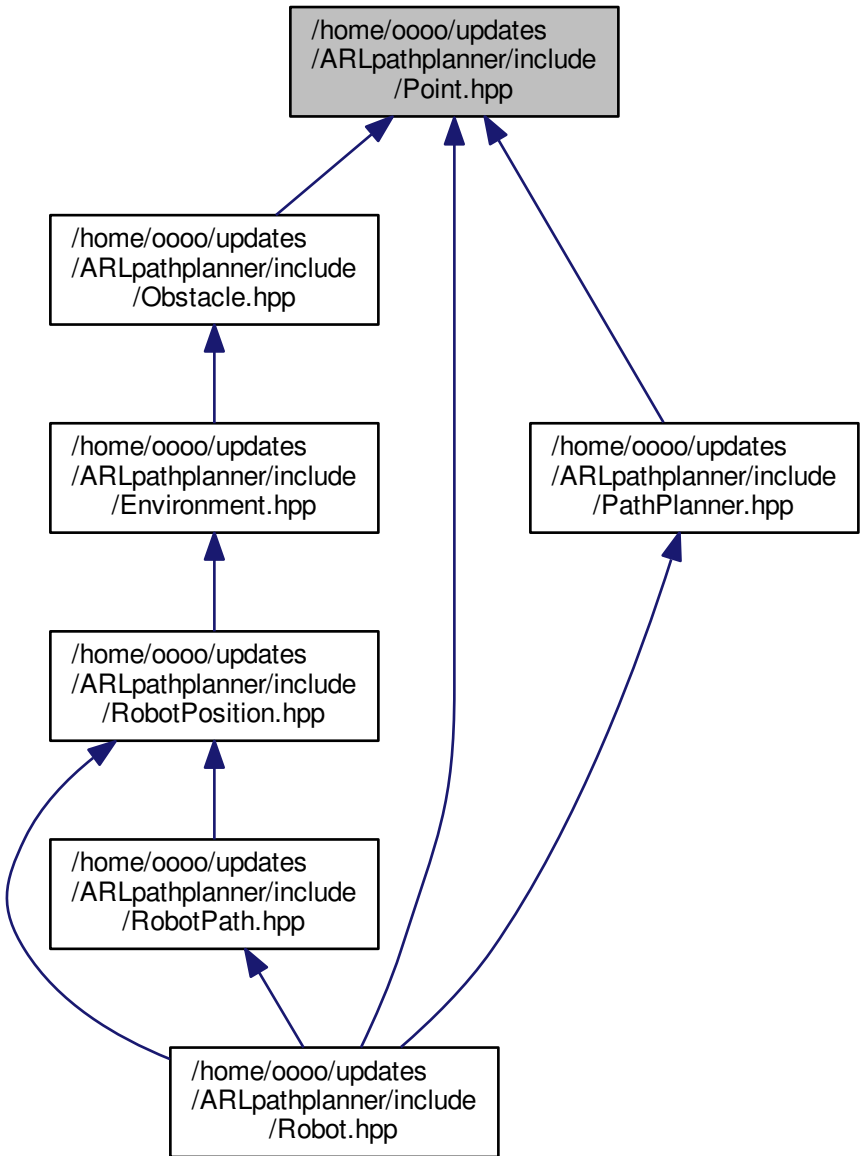 /home/oooo/updates
/ARLpathplanner/include
/Point.hpp
/home/oooo/updates
/ARLpathplanner/include
/Obstacle.hpp
/home/oooo/updates
/ARLpathplanner/include
/Environment.hpp
/home/oooo/updates
/ARLpathplanner/include
/PathPlanner.hpp
/home/oooo/updates
/ARLpathplanner/include
/RobotPosition.hpp
/home/oooo/updates
/ARLpathplanner/include
/RobotPath.hpp
/home/oooo/updates
/ARLpathplanner/include
/Robot.hpp